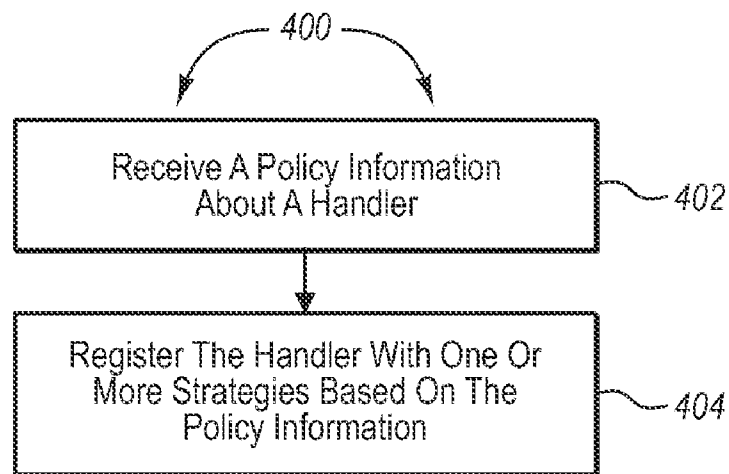 400
Receive A Policy Information
About A Handler
402
Register The Handler With One Or
More Strategies Based On The
Policy Information
404